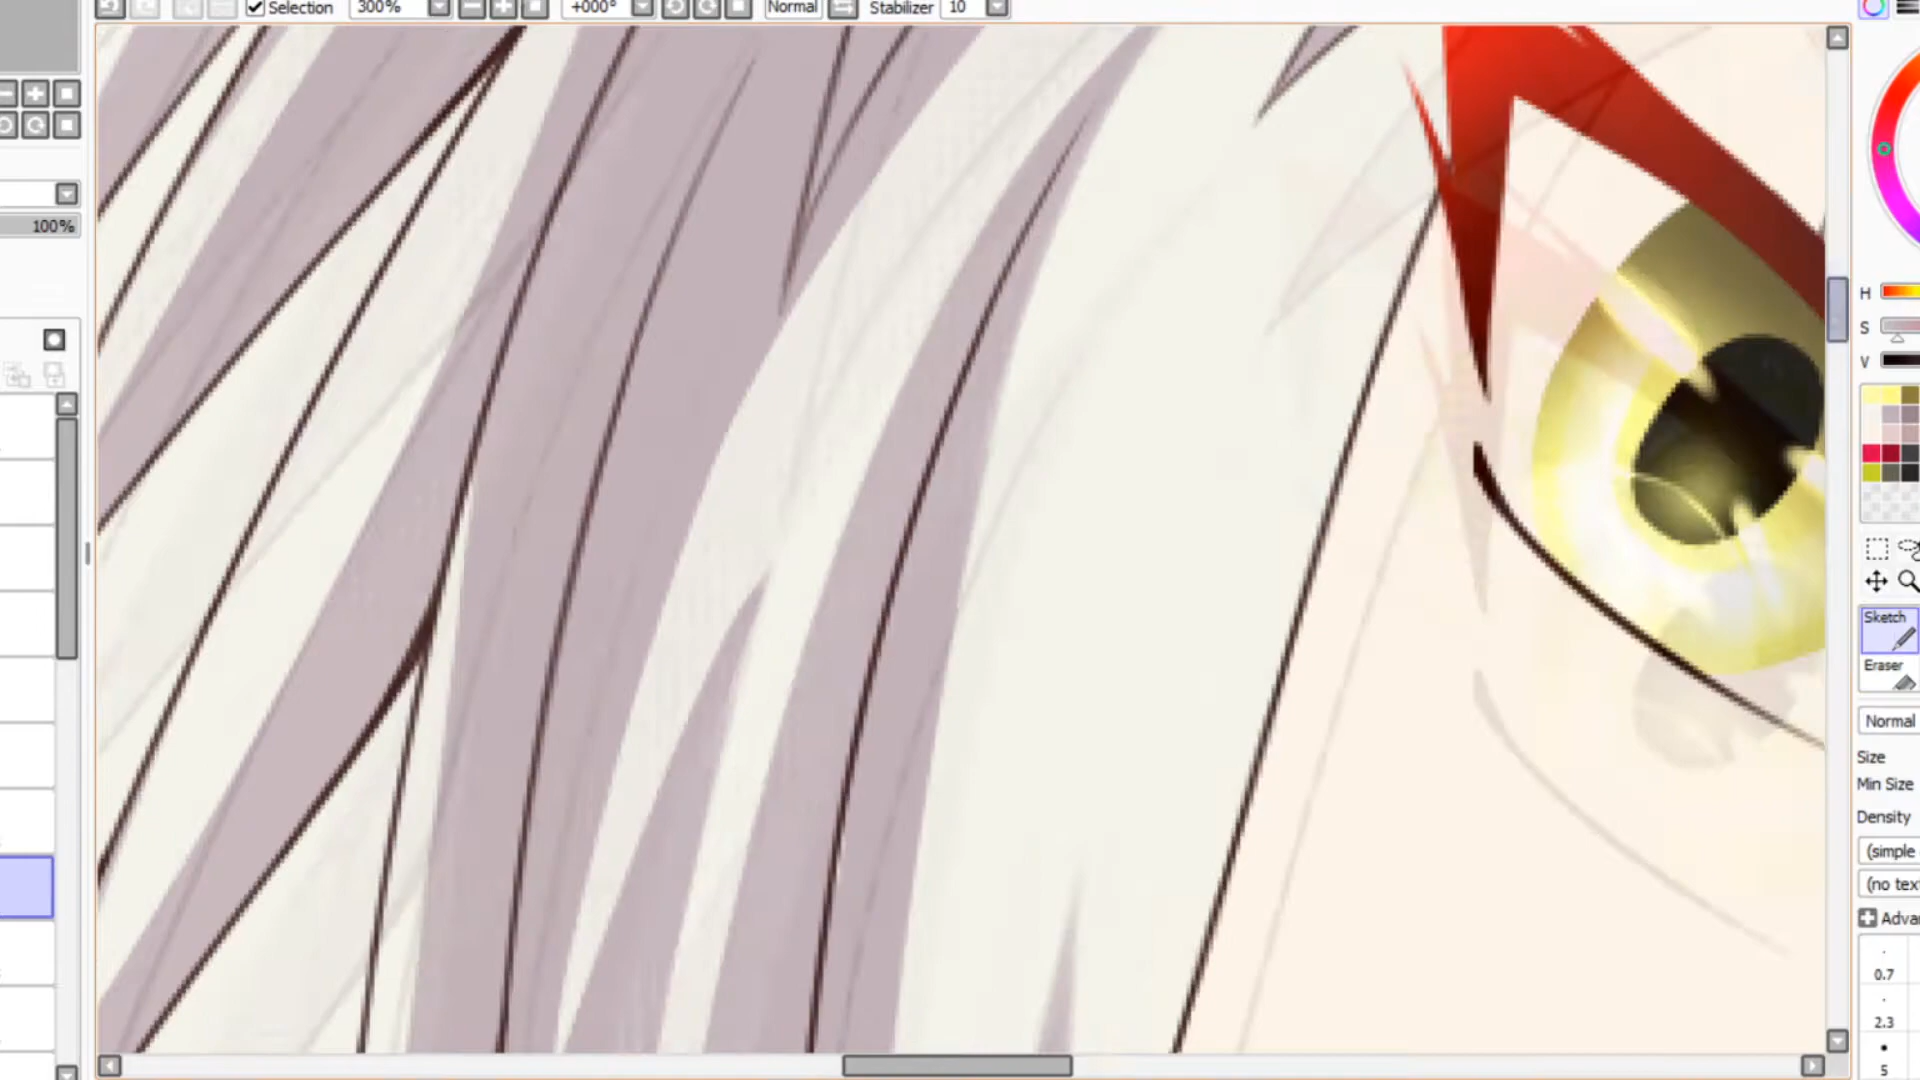 Selection 300% +000° Normal Stabilizer 10
100%
H
S
V
Sketch
Eraser
Normal
Size
Min Size
Density
(simple
(no tex
Adva
0.7
2.3
5